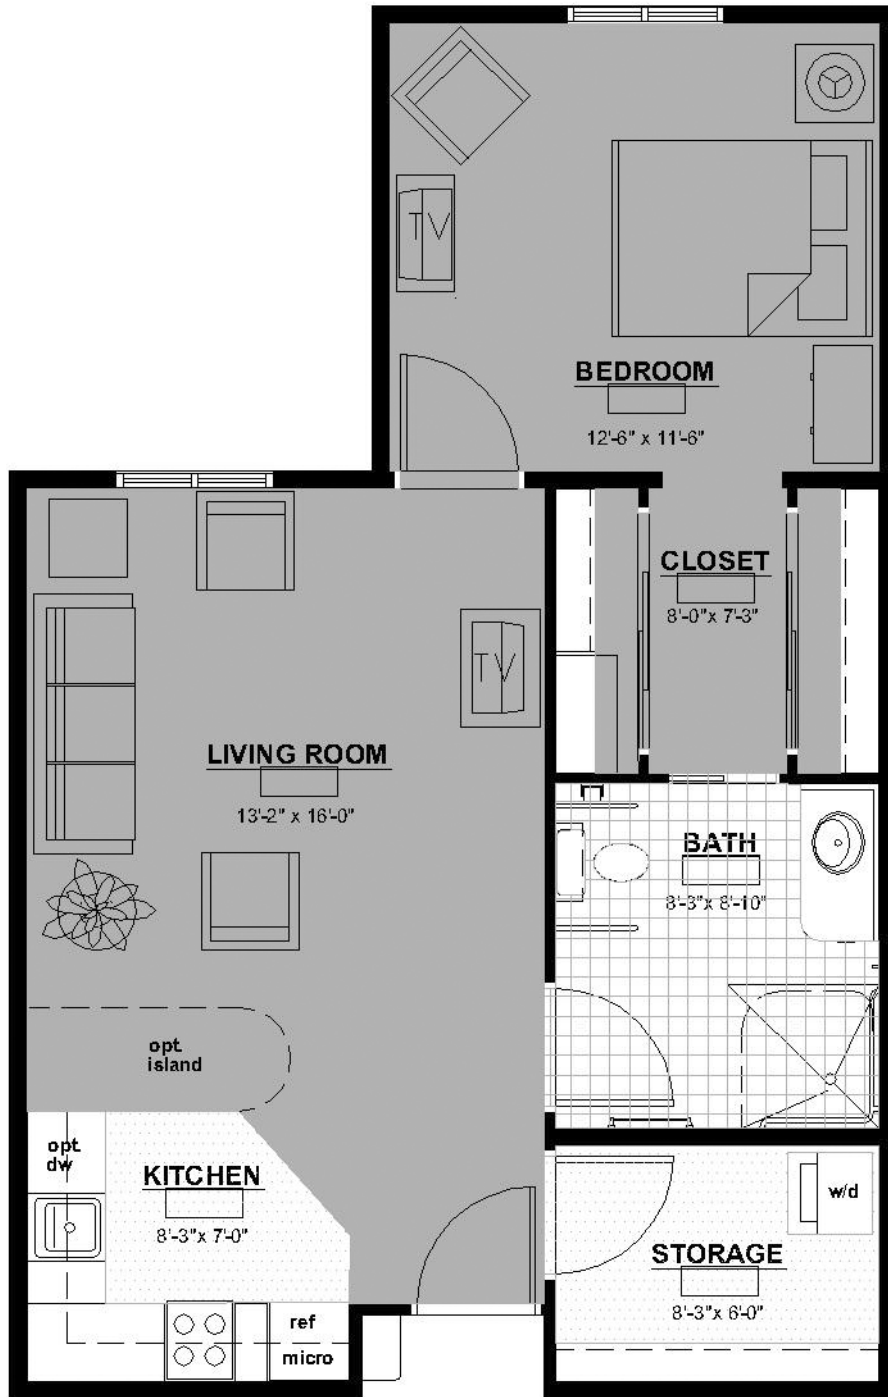 TV
BEDROOM
12'-6" x 11'-6"
CLOSET
8'-0"x 7'-3"
TV
LIVING ROOM
13'-2" x 16'-0"
BATH
8'-3"x 8'-10"
opt.
island
opt.
dw
KITCHEN
8'-3"x 7'-0"
w/d
STORAGE
8'-3"x 6'-0"
ref
micro